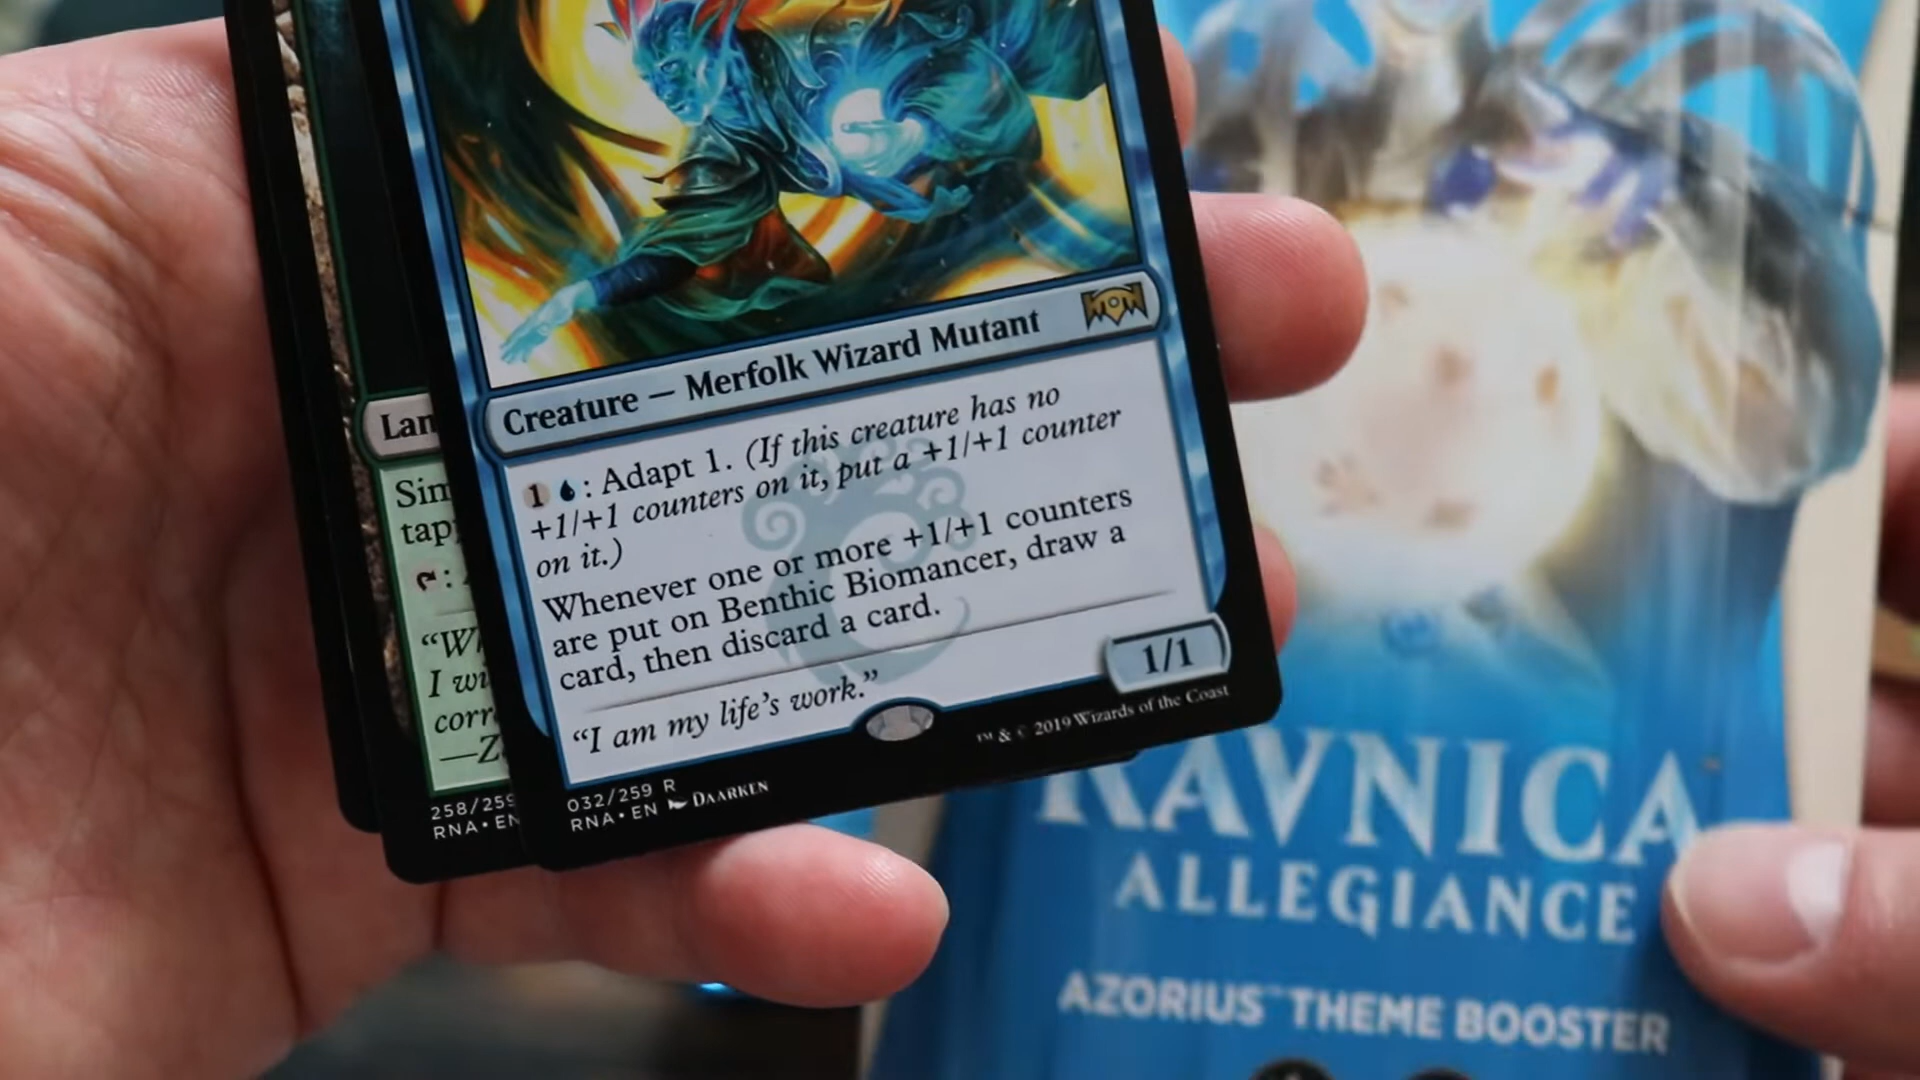 Creature — Merfolk Wizard Mutant
1 : Adapt 1. (If this creature has no
+1/+1 counters on it, put a +1/+1 counter
on it.)
Whenever one or more +1/+1 counters
are put on Benthic Biomancer, draw a
card, then discard a card.
"I am my life's work."
1/1
™ & © 2019 Wizards of the Coast
032/259 R
RNA • EN DAARKEN
Lan
Sim
tap
:
"Wh
I wi
corr
—Z
258/259
RNA • EN
RAVNICA
ALLEGIANCE
AZORIUS™ THEME BOOSTER